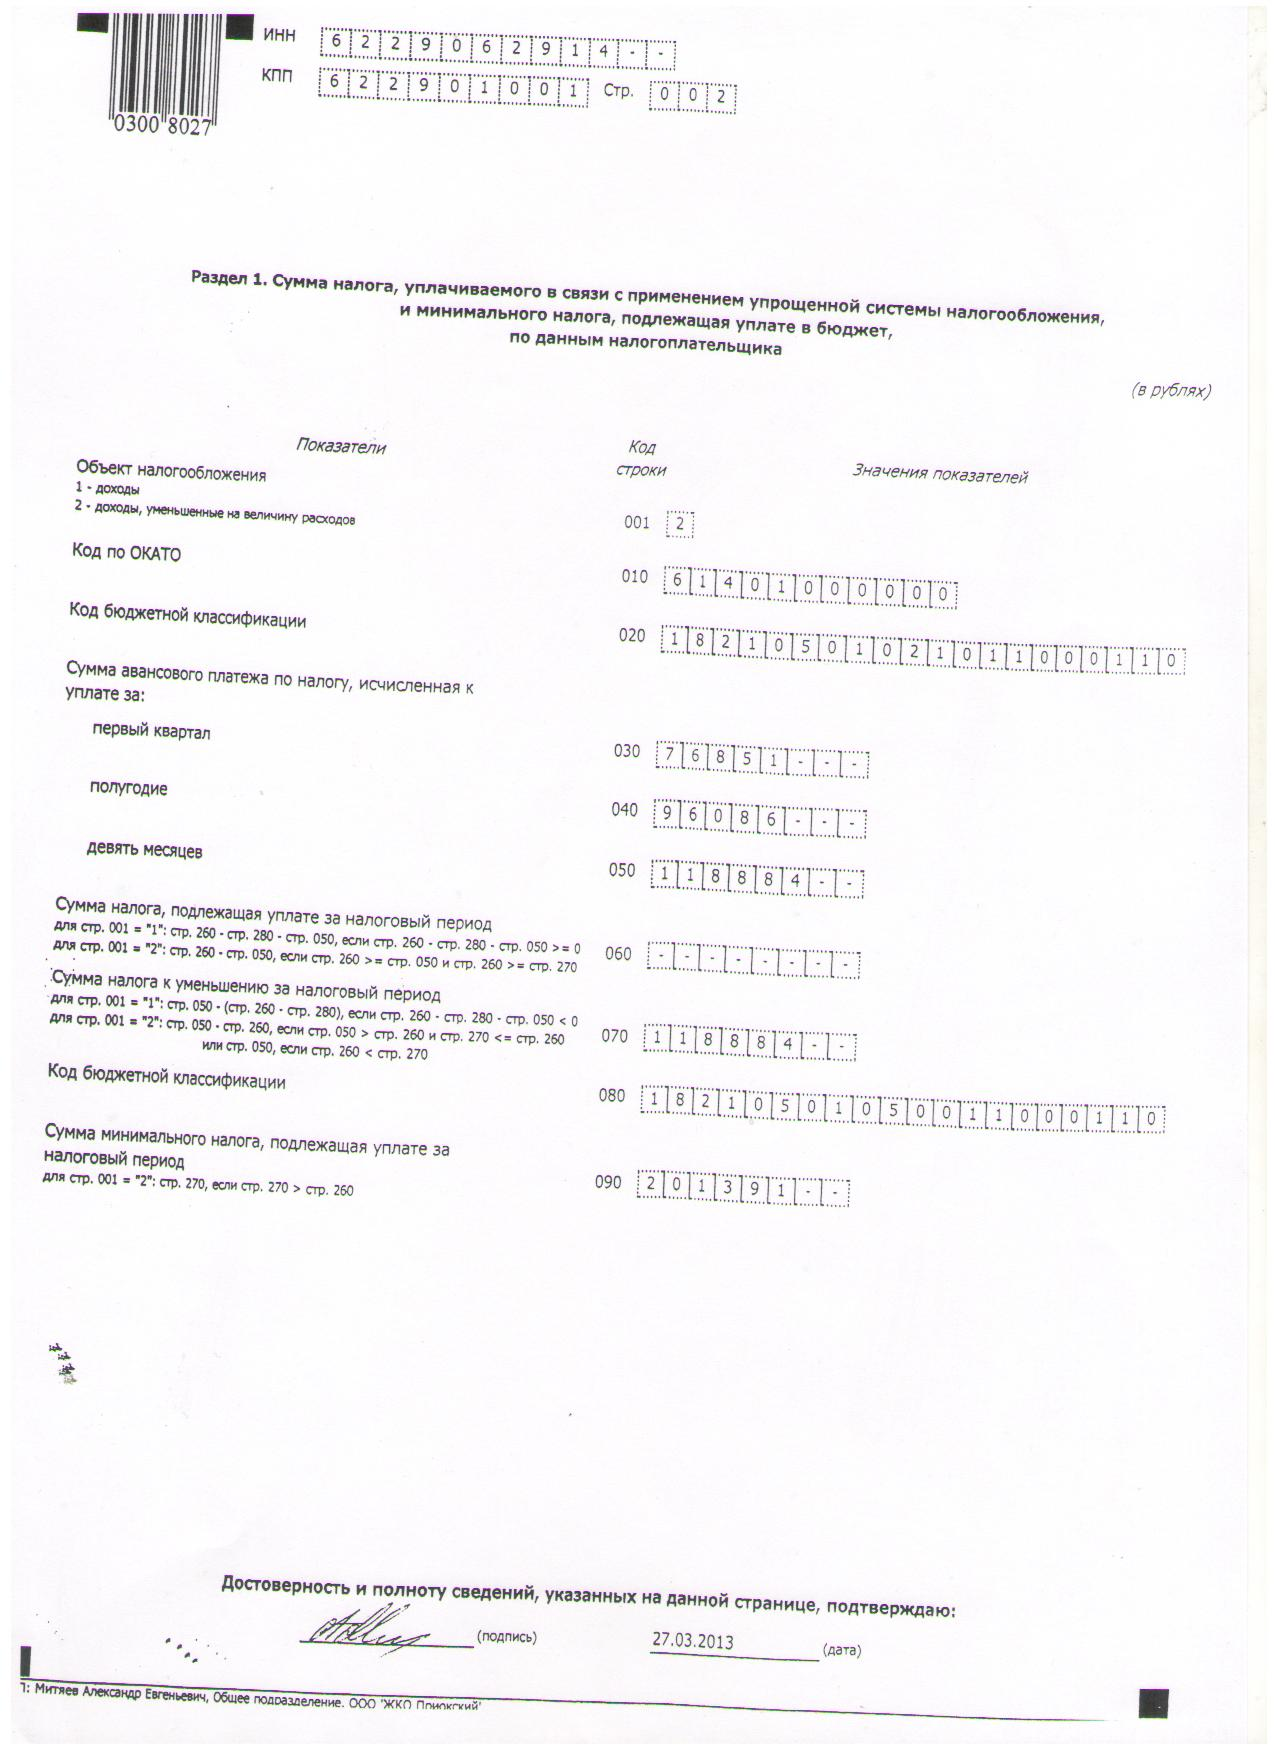 ИНН 6229062914--
КПП 622901001 Стр. 002
0300 8027
Раздел 1. Сумма налога, уплачиваемого в связи с применением упрощенной системы налогообложения,
и минимального налога, подлежащая уплате в бюджет,
по данным налогоплательщика
(в рублях)
Показатели Код строки Значения показателей
Объект налогообложения
1 - доходы
2 - доходы, уменьшенные на величину расходов
001 2
Код по ОКАТО
010 61401000000
Код бюджетной классификации
020 18210501021011000110
Сумма авансового платежа по налогу, исчисленная к
уплате за:
первый квартал
030 76851---
полугодие
040 96086---
девять месяцев
050 118884--
Сумма налога, подлежащая уплате за налоговый период
для стр. 001 = "1": стр. 260 - стр. 280 - стр. 050, если стр. 260 - стр. 280 - стр. 050 >= 0
для стр. 001 = "2": стр. 260 - стр. 050, если стр. 260 >= стр. 050 и стр. 260 >= стр. 270
060 --------
Сумма налога к уменьшению за налоговый период
для стр. 001 = "1": стр. 050 - (стр. 260 - стр. 280), если стр. 260 - стр. 280 - стр. 050 < 0
для стр. 001 = "2": стр. 050 - стр. 260, если стр. 050 > стр. 260 и стр. 270 <= стр. 260
или стр. 050, если стр. 260 < стр. 270
070 118884--
Код бюджетной классификации
080 18210501050011000110
Сумма минимального налога, подлежащая уплате за
налоговый период
для стр. 001 = "2": стр. 270, если стр. 270 > стр. 260
090 201391--
Достоверность и полноту сведений, указанных на данной странице, подтверждаю:
(подпись) 27.03.2013 (дата)
Митяев Александр Евгеньевич, Общее подразделение. ООО "ЖКО Приокский"